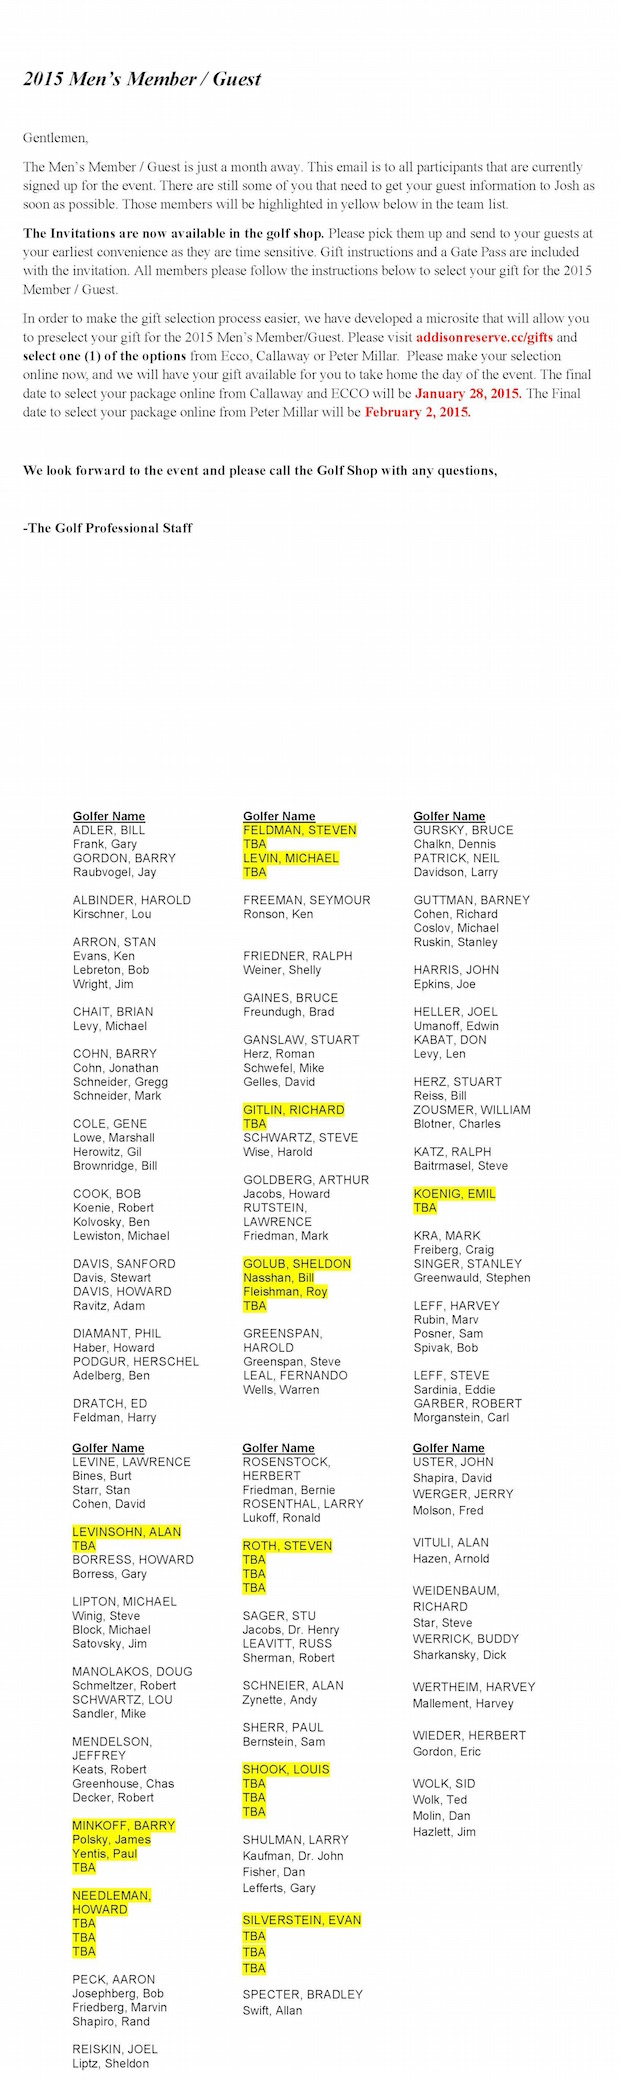 2015 Men's Member / Guest
Gentlemen,
The Men's Member / Guest is just a month away. This email is to all participants that are currently
signed up for the event. There are still some of you that need to get your guest information to Josh as
soon as possible. Those members will be highlighted in yellow below in the team list.
The Invitations are now available in the golf shop. Please pick them up and send to your guests at
your earliest convenience as they are time sensitive. Gift instructions and a Gate Pass are included
with the invitation. All members please follow the instructions below to select your gift for the 2015
Member / Guest.
In order to make the gift selection process easier, we have developed a microsite that will allow you
to preselect your gift for the 2015 Men's Member/Guest. Please visit addisonreserve.cc/gifts and
select one (1) of the options from Ecco, Callaway or Peter Millar. Please make your selection
online now, and we will have your gift available for you to take home the day of the event. The final
date to select your package online from Callaway and ECCO will be January 28, 2015. The Final
date to select your package online from Peter Millar will be February 2, 2015.
We look forward to the event and please call the Golf Shop with any questions,
-The Golf Professional Staff
Golfer Name
ADLER, BILL
Frank, Gary
GORDON, BARRY
Raubvogel, Jay
ALBINDER, HAROLD
Kirschner, Lou
ARRON, STAN
Evans, Ken
Lebreton, Bob
Wright, Jim
CHAIT, BRIAN
Levy, Michael
COHN, BARRY
Cohn, Jonathan
Schneider, Gregg
Schneider, Mark
COLE, GENE
Lowe, Marshall
Herowitz, Gil
Brownridge, Bill
COOK, BOB
Koenie, Robert
Kolvosky, Ben
Lewiston, Michael
DAVIS, SANFORD
Davis, Stewart
DAVIS, HOWARD
Ravitz, Adam
DIAMANT, PHIL
Haber, Howard
PODGUR, HERSCHEL
Adelberg, Ben
DRATCH, ED
Feldman, Harry
Golfer Name
FELDMAN, STEVEN
TBA
LEVIN, MICHAEL
TBA
FREEMAN, SEYMOUR
Ronson, Ken
FRIEDNER, RALPH
Weiner, Shelly
GAINES, BRUCE
Freundugh, Brad
GANSLAW, STUART
Herz, Roman
Schwefel, Mike
Gelles, David
GITLIN, RICHARD
TBA
SCHWARTZ, STEVE
Wise, Harold
GOLDBERG, ARTHUR
Jacobs, Howard
RUTSTEIN,
LAWRENCE
Friedman, Mark
GOLUB, SHELDON
Nasshan, Bill
Fleishman, Roy
TBA
GREENSPAN,
HAROLD
Greenspan, Steve
LEAL, FERNANDO
Wells, Warren
Golfer Name
GURSKY, BRUCE
Chalkn, Dennis
PATRICK, NEIL
Davidson, Larry
GUTTMAN, BARNEY
Cohen, Richard
Coslov, Michael
Ruskin, Stanley
HARRIS, JOHN
Epkins, Joe
HELLER, JOEL
Umanoff, Edwin
KABAT, DON
Levy, Len
HERZ, STUART
Reiss, Bill
ZOUSMER, WILLIAM
Blotner, Charles
KATZ, RALPH
Baitrmasel, Steve
KOENIG, EMIL
TBA
KRA, MARK
Freiberg, Craig
SINGER, STANLEY
Greenwauld, Stephen
LEFF, HARVEY
Rubin, Marv
Posner, Sam
Spivak, Bob
LEFF, STEVE
Sardinia, Eddie
GARBER, ROBERT
Morganstein, Carl
Golfer Name
LEVINE, LAWRENCE
Bines, Burt
Starr, Stan
Cohen, David
LEVINSOHN, ALAN
TBA
BORRESS, HOWARD
Borress, Gary
LIPTON, MICHAEL
Winig, Steve
Block, Michael
Satovsky, Jim
MANOLAKOS, DOUG
Schmeltzer, Robert
SCHWARTZ, LOU
Sandler, Mike
MENDELSON,
JEFFREY
Keats, Robert
Greenhouse, Chas
Decker, Robert
MINKOFF, BARRY
Polsky, James
Yentis, Paul
TBA
NEEDLEMAN,
HOWARD
TBA
TBA
TBA
PECK, AARON
Josephberg, Bob
Friedberg, Marvin
Shapiro, Rand
REISKIN, JOEL
Liptz, Sheldon
Golfer Name
ROSENSTOCK,
HERBERT
Friedman, Bernie
ROSENTHAL, LARRY
Lukoff, Ronald
ROTH, STEVEN
TBA
TBA
TBA
SAGER, STU
Jacobs, Dr. Henry
LEAVITT, RUSS
Sherman, Robert
SCHNEIER, ALAN
Zynette, Andy
SHERR, PAUL
Bernstein, Sam
SHOOK, LOUIS
TBA
TBA
TBA
SHULMAN, LARRY
Kaufman, Dr. John
Fisher, Dan
Lefferts, Gary
SILVERSTEIN, EVAN
TBA
TBA
TBA
SPECTER, BRADLEY
Swift, Allan
Golfer Name
USTER, JOHN
Shapira, David
WERGER, JERRY
Molson, Fred
VITULI, ALAN
Hazen, Arnold
WEIDENBAUM,
RICHARD
Star, Steve
WERRICK, BUDDY
Sharkansky, Dick
WERTHEIM, HARVEY
Mallement, Harvey
WIEDER, HERBERT
Gordon, Eric
WOLK, SID
Wolk, Ted
Molin, Dan
Hazlett, Jim